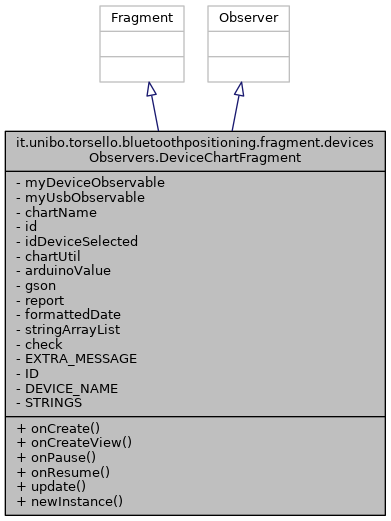 Fragment
Observer
it.unibo.torsello.bluetoothpositioning.fragment.devices
Observers.DeviceChartFragment
- myDeviceObservable
- myUsbObservable
- chartName
- id
- idDeviceSelected
- chartUtil
- arduinoValue
- gson
- report
- formattedDate
- stringArrayList
- check
- EXTRA_MESSAGE
- ID
- DEVICE_NAME
- STRINGS
+ onCreate()
+ onCreateView()
+ onPause()
+ onResume()
+ update()
+ newInstance()